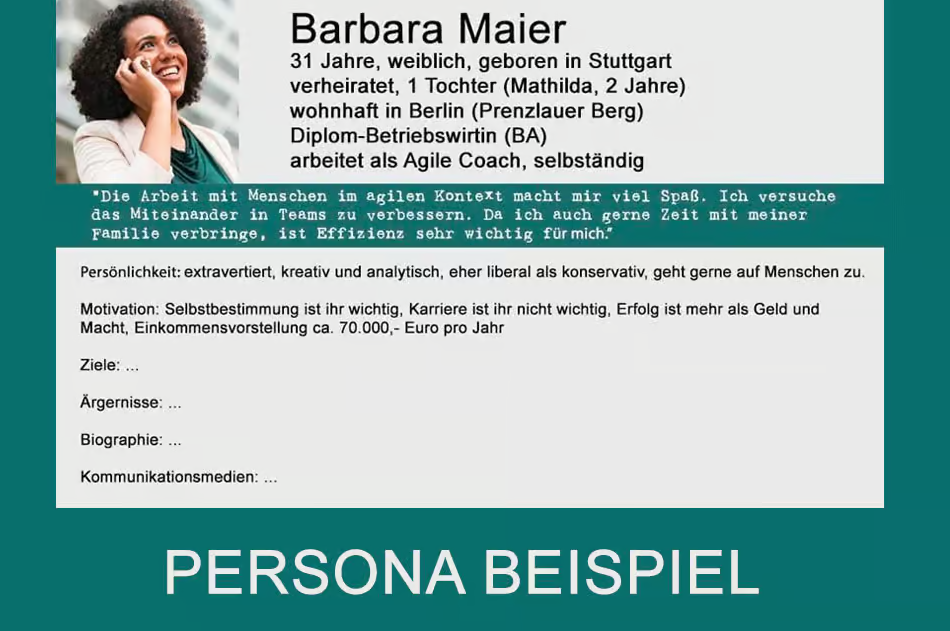 Barbara Maier
31 Jahre, weiblich, geboren in Stuttgart
verheiratet, 1 Tochter (Mathilda, 2 Jahre)
wohnhaft in Berlin (Prenzlauer Berg)
Diplom-Betriebswirtin (BA)
arbeitet als Agile Coach, selbständig
"Die Arbeit mit Menschen im agilen Kontext macht mir viel Spaß. Ich versuche
das Miteinander in Teams zu verbessern. Da ich auch gerne Zeit mit meiner
Familie verbringe, ist Effizienz sehr wichtig für mich."
Persönlichkeit: extravertiert, kreativ und analytisch, eher liberal als konservativ, geht gerne auf Menschen zu.
Motivation: Selbstbestimmung ist ihr wichtig, Karriere ist ihr nicht wichtig, Erfolg ist mehr als Geld und
Macht, Einkommensvorstellung ca. 70.000,- Euro pro Jahr
Ziele: ...
Ärgernisse: ...
Biographie: ...
Kommunikationsmedien: ...
PERSONA BEISPIEL